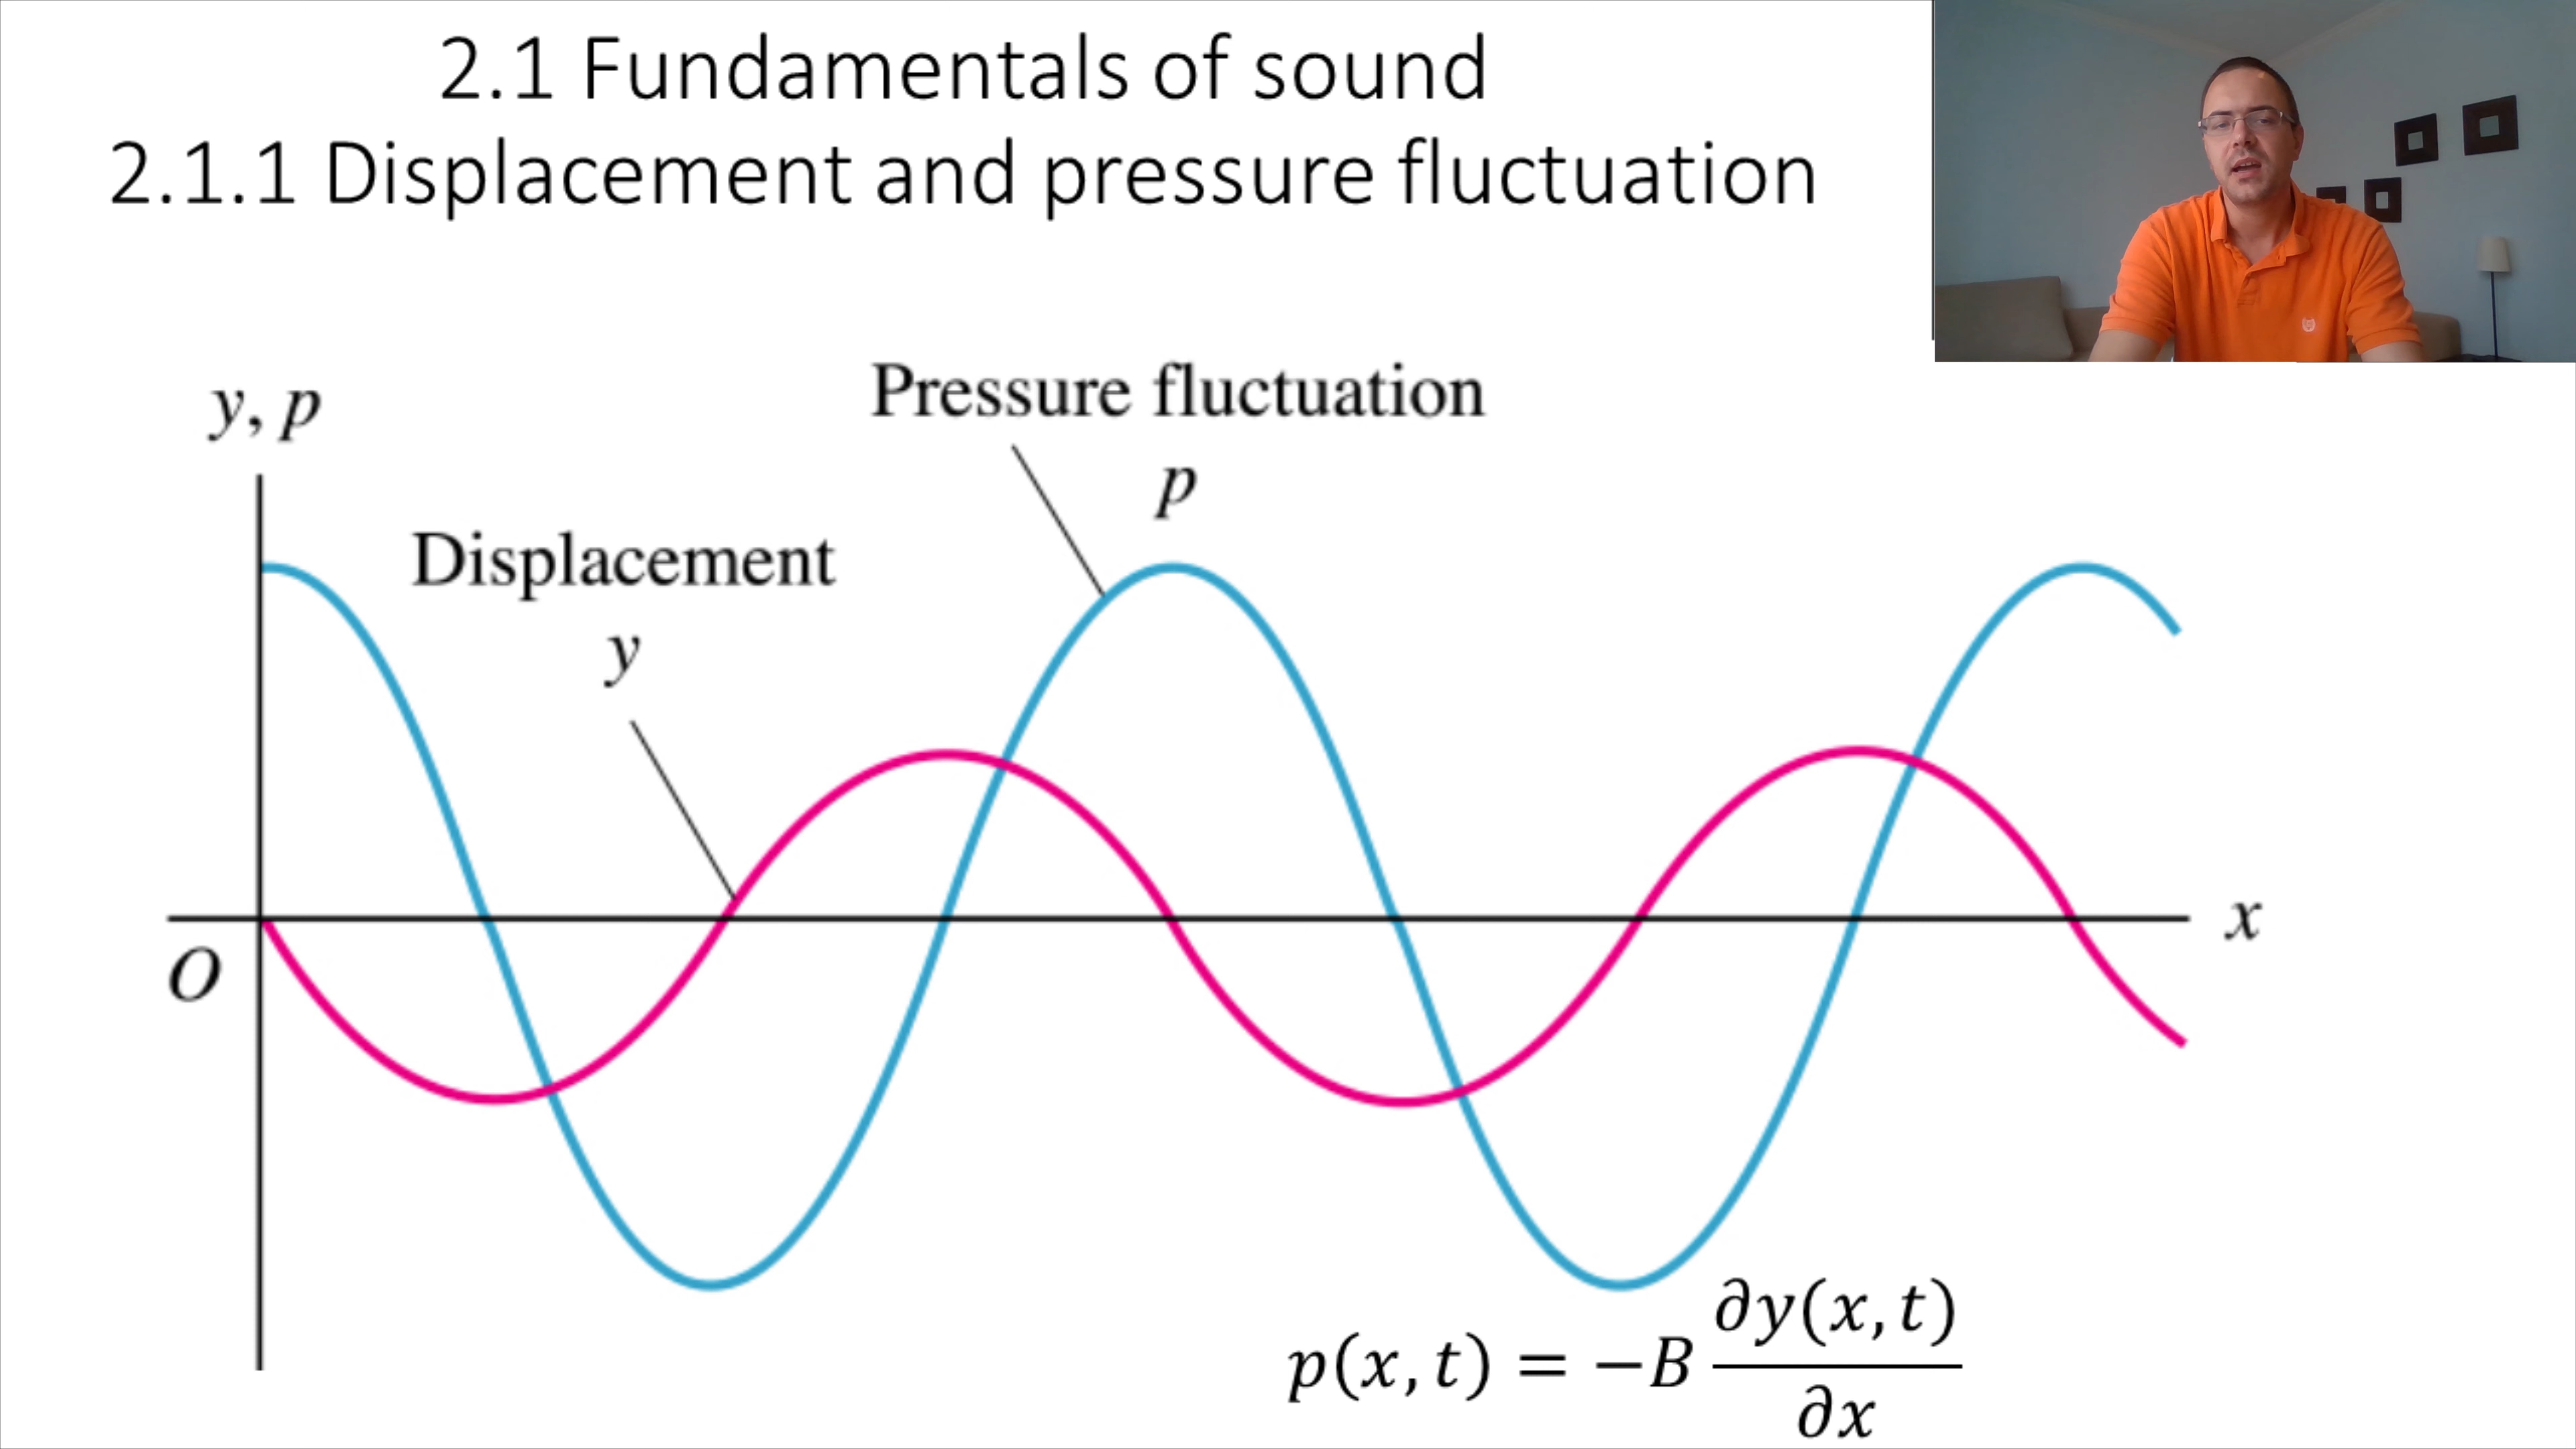 2.1 Fundamentals of sound
2.1.1 Displacement and pressure fluctuation
Pressure fluctuation
p
y, p
Displacement
y
O
x
p(x, t) = −B ∂y(x, t) / ∂x